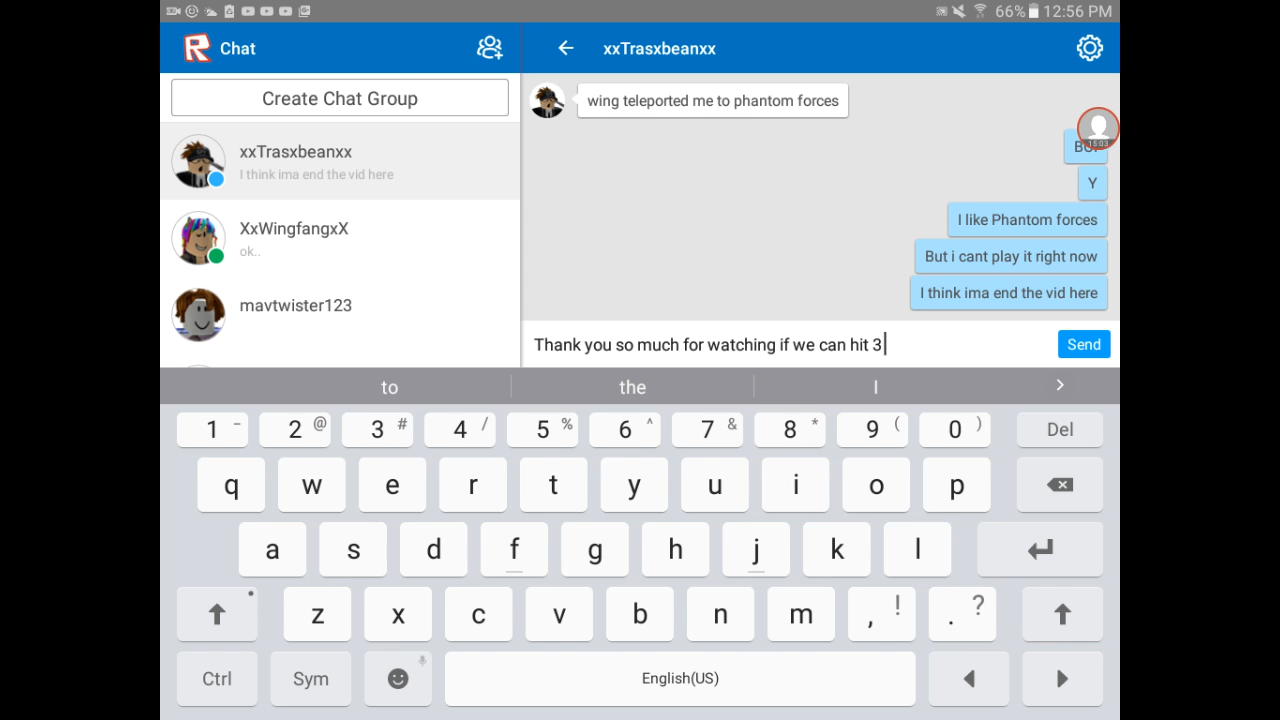 66% 12:56 PM
Chat
xxTrasxbeanxx
Create Chat Group
xxTrasxbeanxx
I think ima end the vid here
XxWingfangxX
ok..
mavtwister123
wing teleported me to phantom forces
15:03
Y
I like Phantom forces
But i cant play it right now
I think ima end the vid here
Thank you so much for watching if we can hit 3
Send
to the I
1 - 2 @ 3 # 4 / 5 % 6 ^ 7 & 8 * 9 ( 0 ) Del
q w e r t y u i o p
a s d f g h j k l
z x c v b n m , ! . ?
Ctrl Sym English(US)